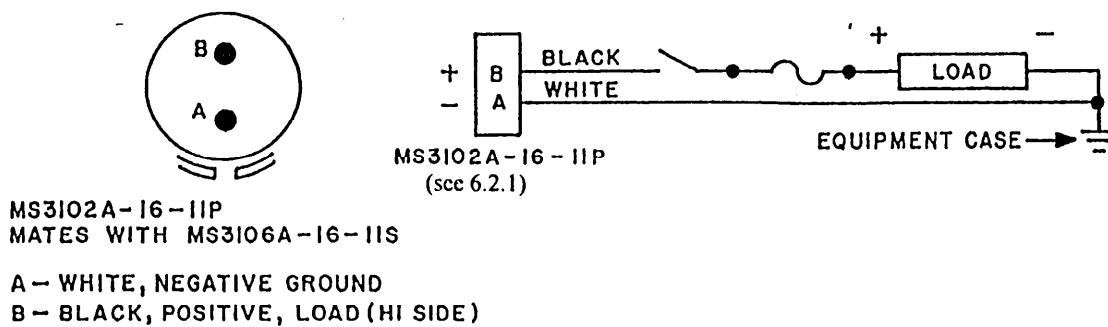 B
A
+ B BLACK
- A WHITE
+ -
LOAD
EQUIPMENT CASE
MS3102A-16-11P
(see 6.2.1)
MS3102A-16-11P
MATES WITH MS3106A-16-11S
A - WHITE, NEGATIVE GROUND
B - BLACK, POSITIVE, LOAD (HI SIDE)